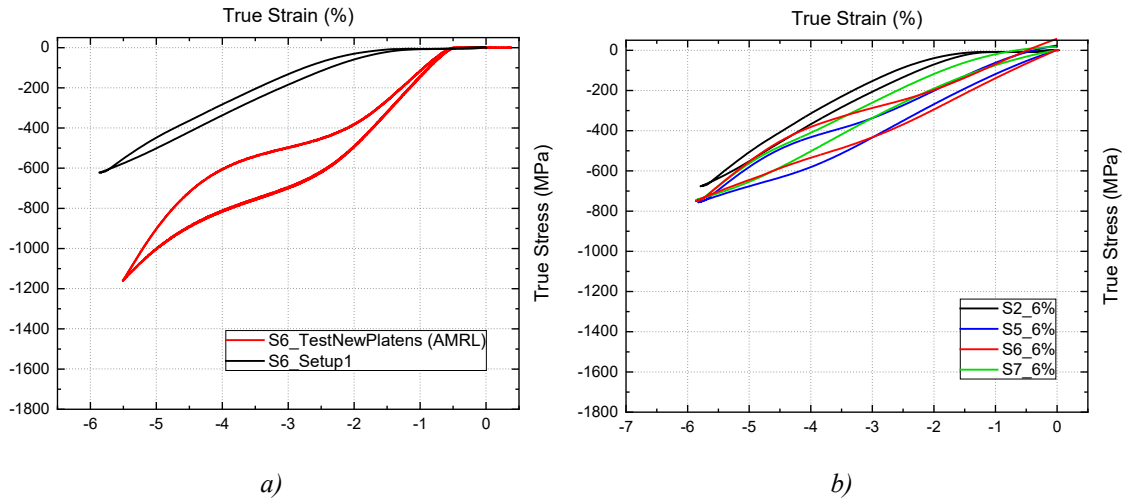 True Strain (%)
0
-200
-400
-600
-800
-1000
-1200
-1400
-1600
-1800
True Stress (MPa)
S6_TestNewPlatens (AMRL)
S6_Setup1
-6 -5 -4 -3 -2 -1 0
a)
True Strain (%)
0
-200
-400
-600
-800
-1000
-1200
-1400
-1600
-1800
True Stress (MPa)
S2_6%
S5_6%
S6_6%
S7_6%
-7 -6 -5 -4 -3 -2 -1 0
b)